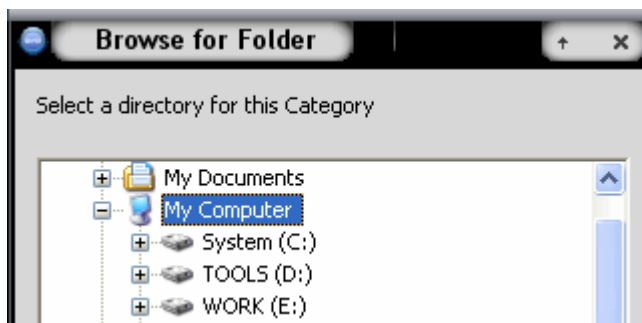 Browse for Folder
Select a directory for this Category
My Documents
My Computer
System (C:)
TOOLS (D:)
WORK (E:)